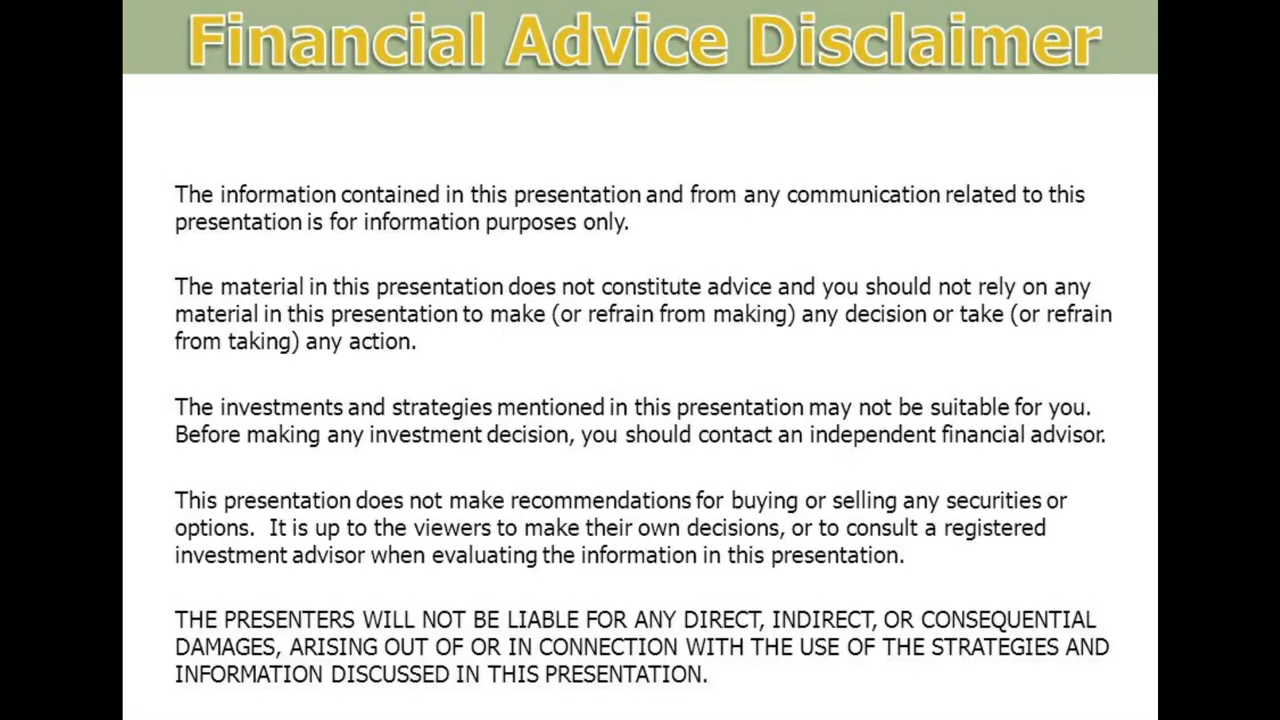 Financial Advice Disclaimer
The information contained in this presentation and from any communication related to this
presentation is for information purposes only.
The material in this presentation does not constitute advice and you should not rely on any
material in this presentation to make (or refrain from making) any decision or take (or refrain
from taking) any action.
The investments and strategies mentioned in this presentation may not be suitable for you.
Before making any investment decision, you should contact an independent financial advisor.
This presentation does not make recommendations for buying or selling any securities or
options.  It is up to the viewers to make their own decisions, or to consult a registered
investment advisor when evaluating the information in this presentation.
THE PRESENTERS WILL NOT BE LIABLE FOR ANY DIRECT, INDIRECT, OR CONSEQUENTIAL
DAMAGES, ARISING OUT OF OR IN CONNECTION WITH THE USE OF THE STRATEGIES AND
INFORMATION DISCUSSED IN THIS PRESENTATION.